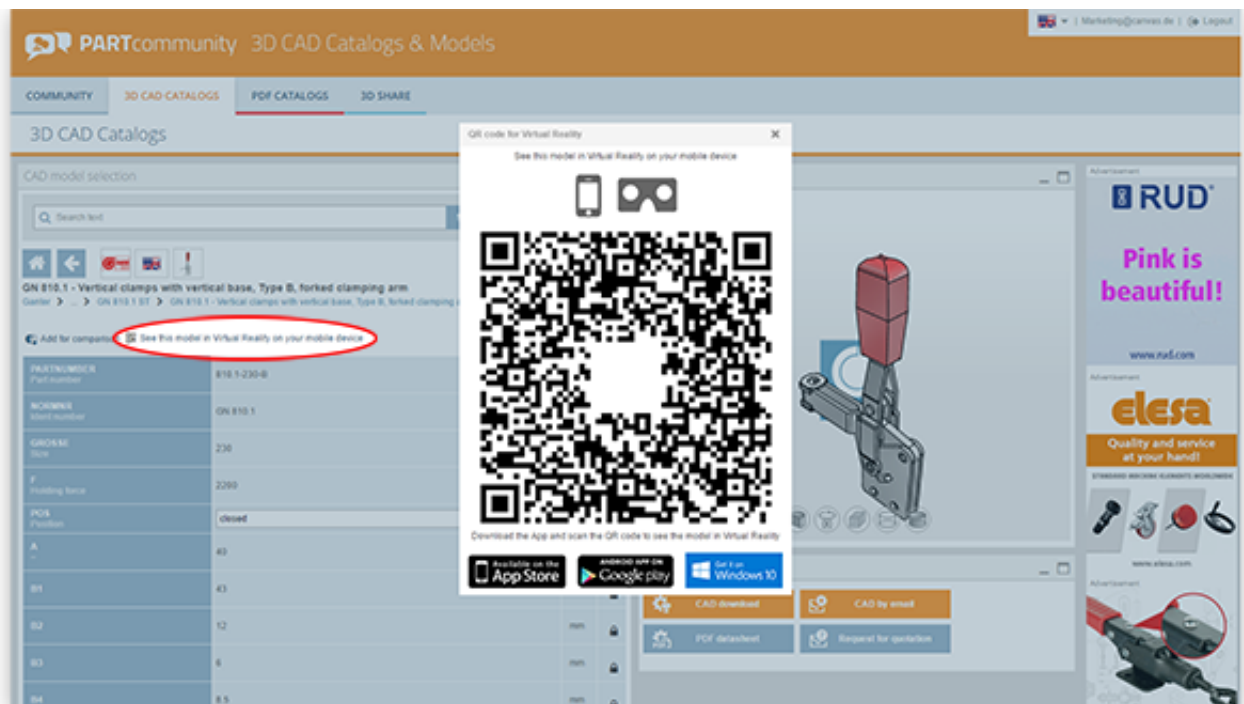 Marketing@canvas.de | Logout
PARTcommunity 3D CAD Catalogs & Models
COMMUNITY 3D CAD CATALOGS PDF CATALOGS 3D SHARE
3D CAD Catalogs
CAD model selection
Search text
GN 810.1 - Vertical clamps with vertical base, Type B, forked clamping arm
Ganter > ... > GN 810.1 ST > GN 810.1 - Vertical clamps with vertical base, Type B, forked clamping
Add for comparison See this model in Virtual Reality on your mobile device
PARTNUMBER
Part number
810.1-230-B
NORMNR
Ident number
GN 810.1
GROSSE
Size
230
F
Holding force
2200
POS
Position
closed
A
40
B1
43
B2
12
mm
B3
6
mm
B4
8.5
mm
QR code for Virtual Reality
See this model in Virtual Reality on your mobile device
Download the App and scan the QR code to see the model in Virtual Reality
Available on the
App Store
ANDROID APP ON
Google play
Get it on
Windows 10
CAD download
CAD by email
PDF datasheet
Request for quotation
Advertisement
RUD
Pink is
beautiful!
www.rud.com
Advertisement
elesa
Quality and service
at your hand!
STANDARD MACHINE ELEMENTS WORLDWIDE
www.elesa.com
Advertisement